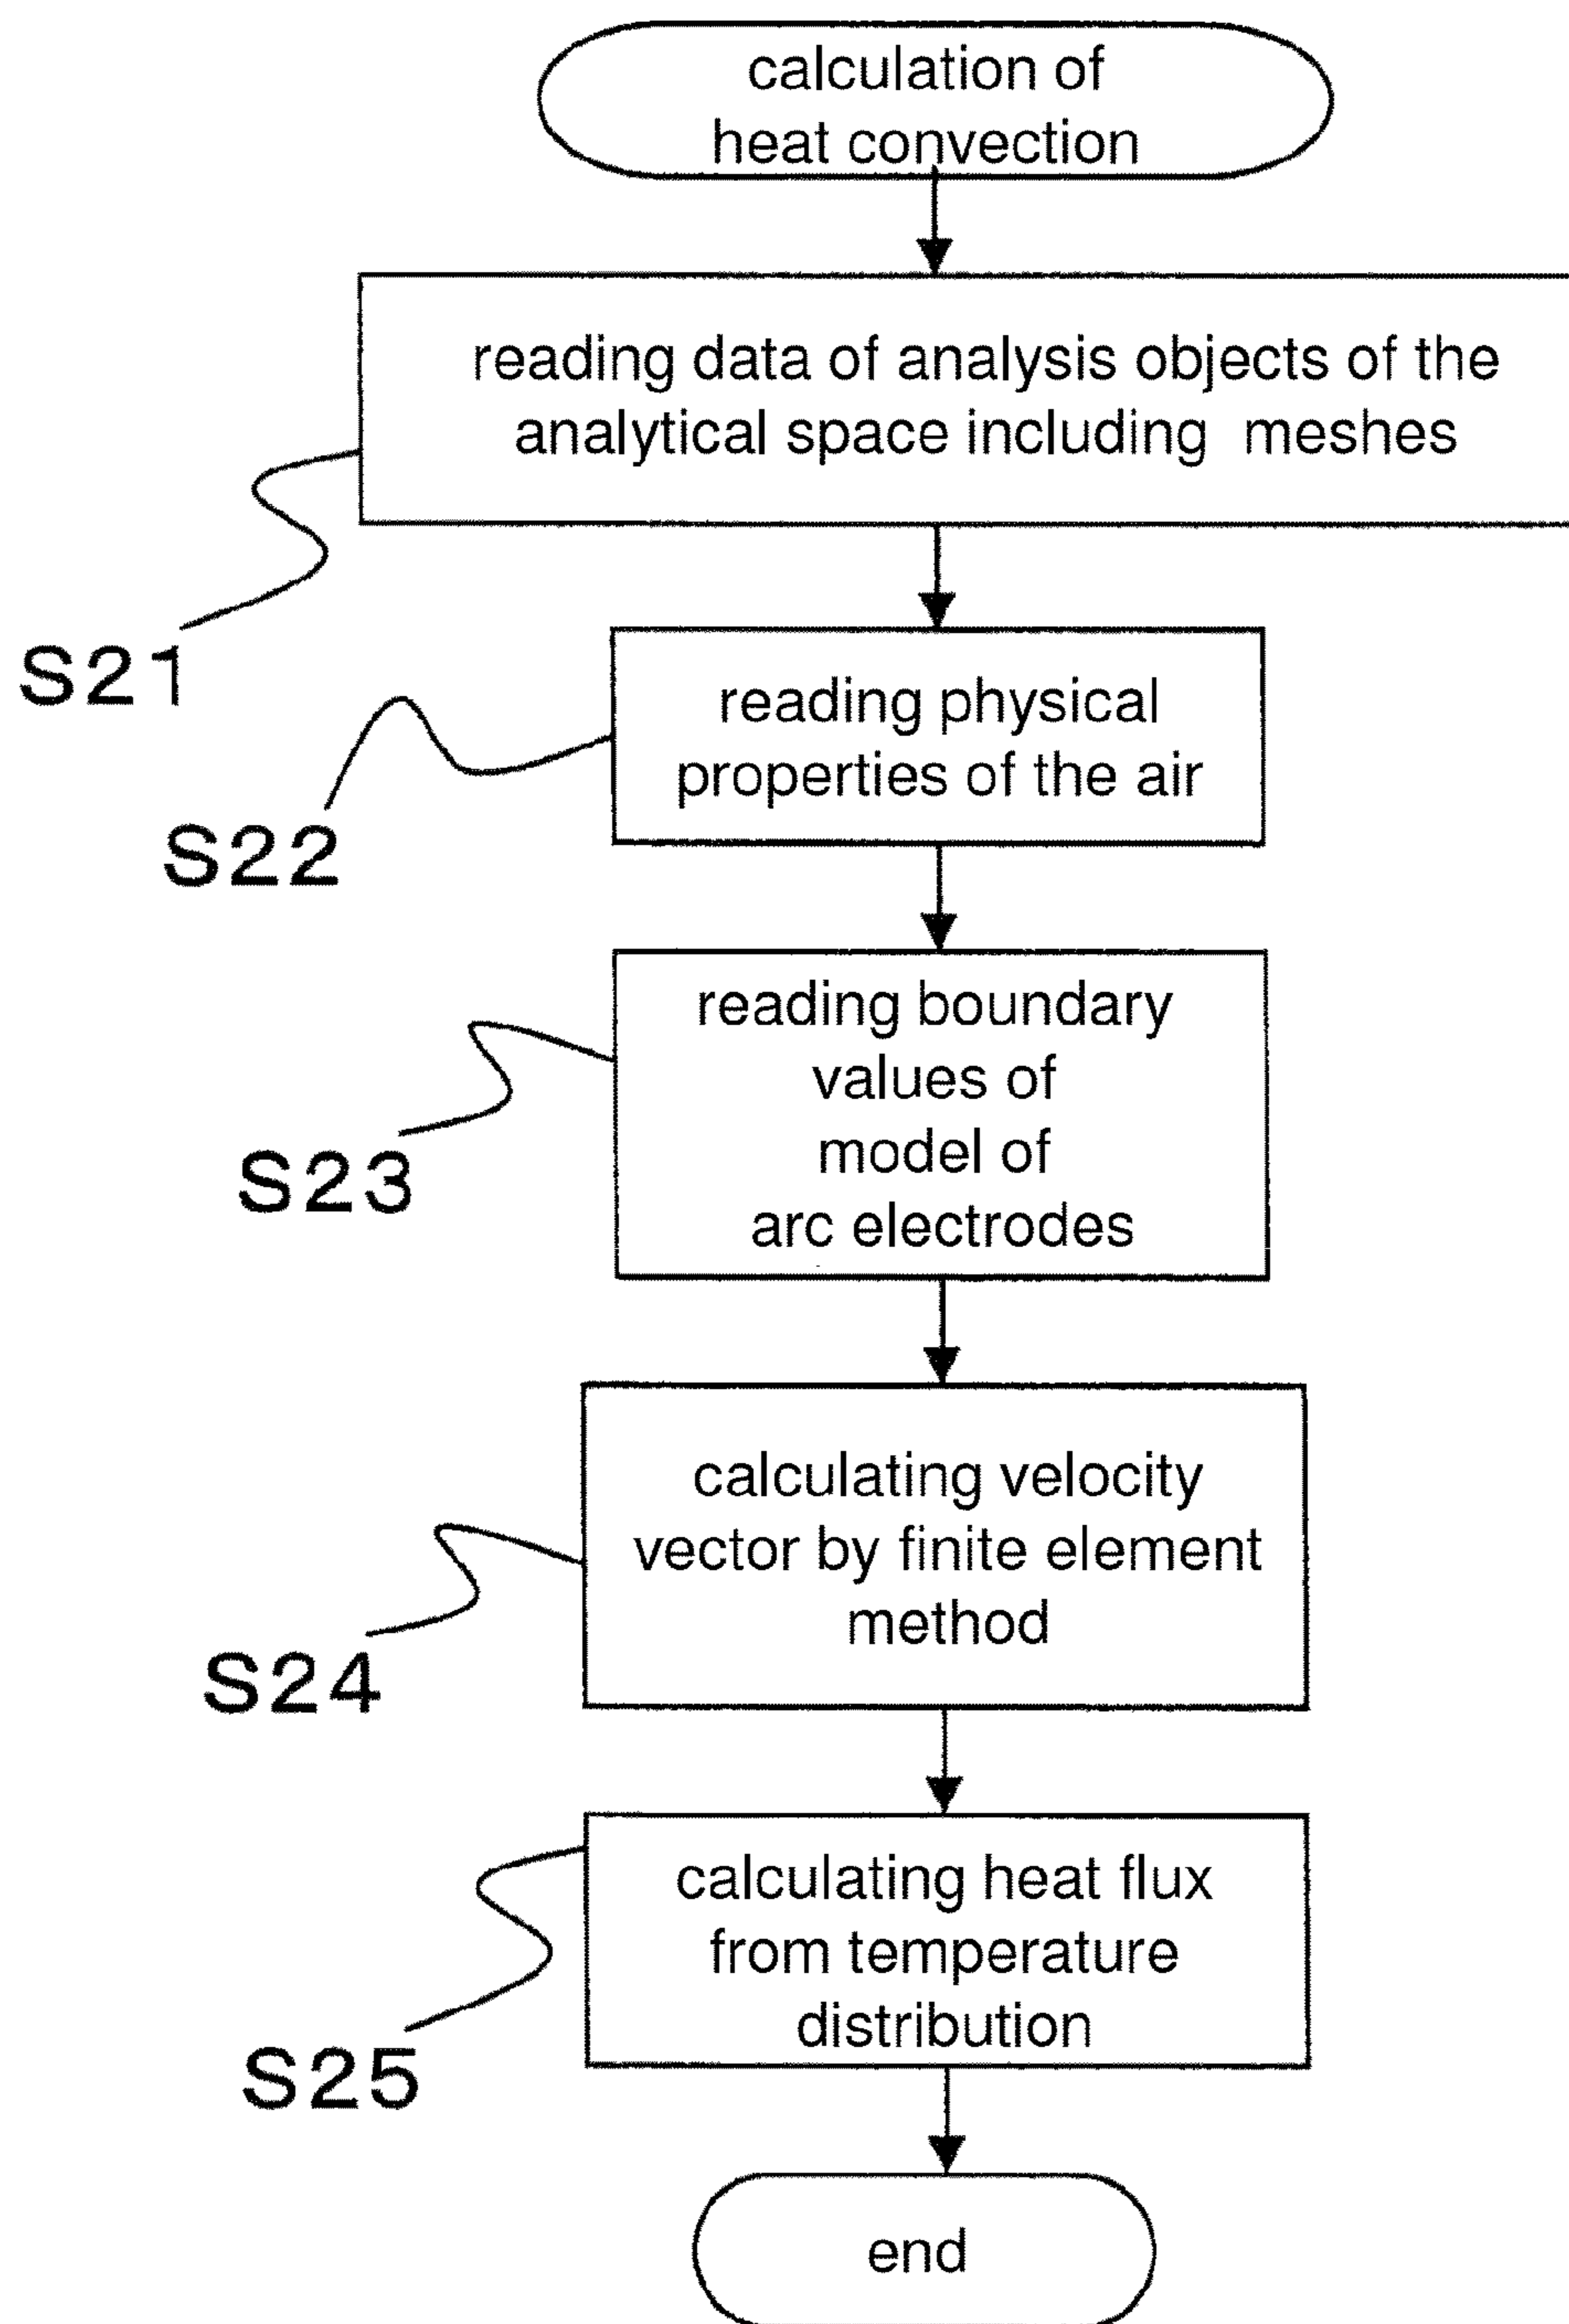 calculation of
heat convection
reading data of analysis objects of the
analytical space including meshes
S21
reading physical
properties of the air
S22
reading boundary
values of
model of
arc electrodes
S23
calculating velocity
vector by finite element
method
S24
calculating heat flux
from temperature
distribution
S25
end